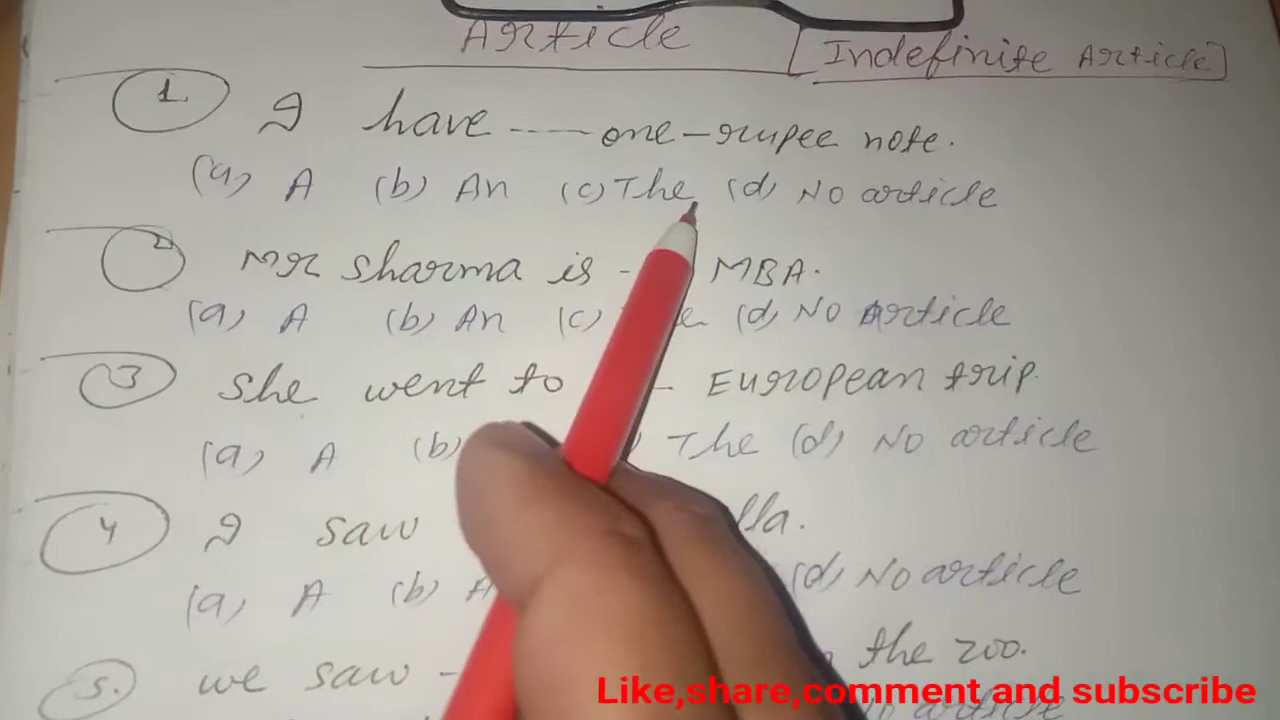 Article [Indefinite Article]
1. I have ------ one-rupee note.
(a) A (b) An (c) The (d) No article
2 Mr Sharma is - MBA.
(a) A (b) An (c) (d) No Article
3 She went to - European trip.
(a) A (b) The (d) No article
4 I saw
(a) A (b) (d) No article
5. We saw - the zoo.
Like,share,comment and subscribe